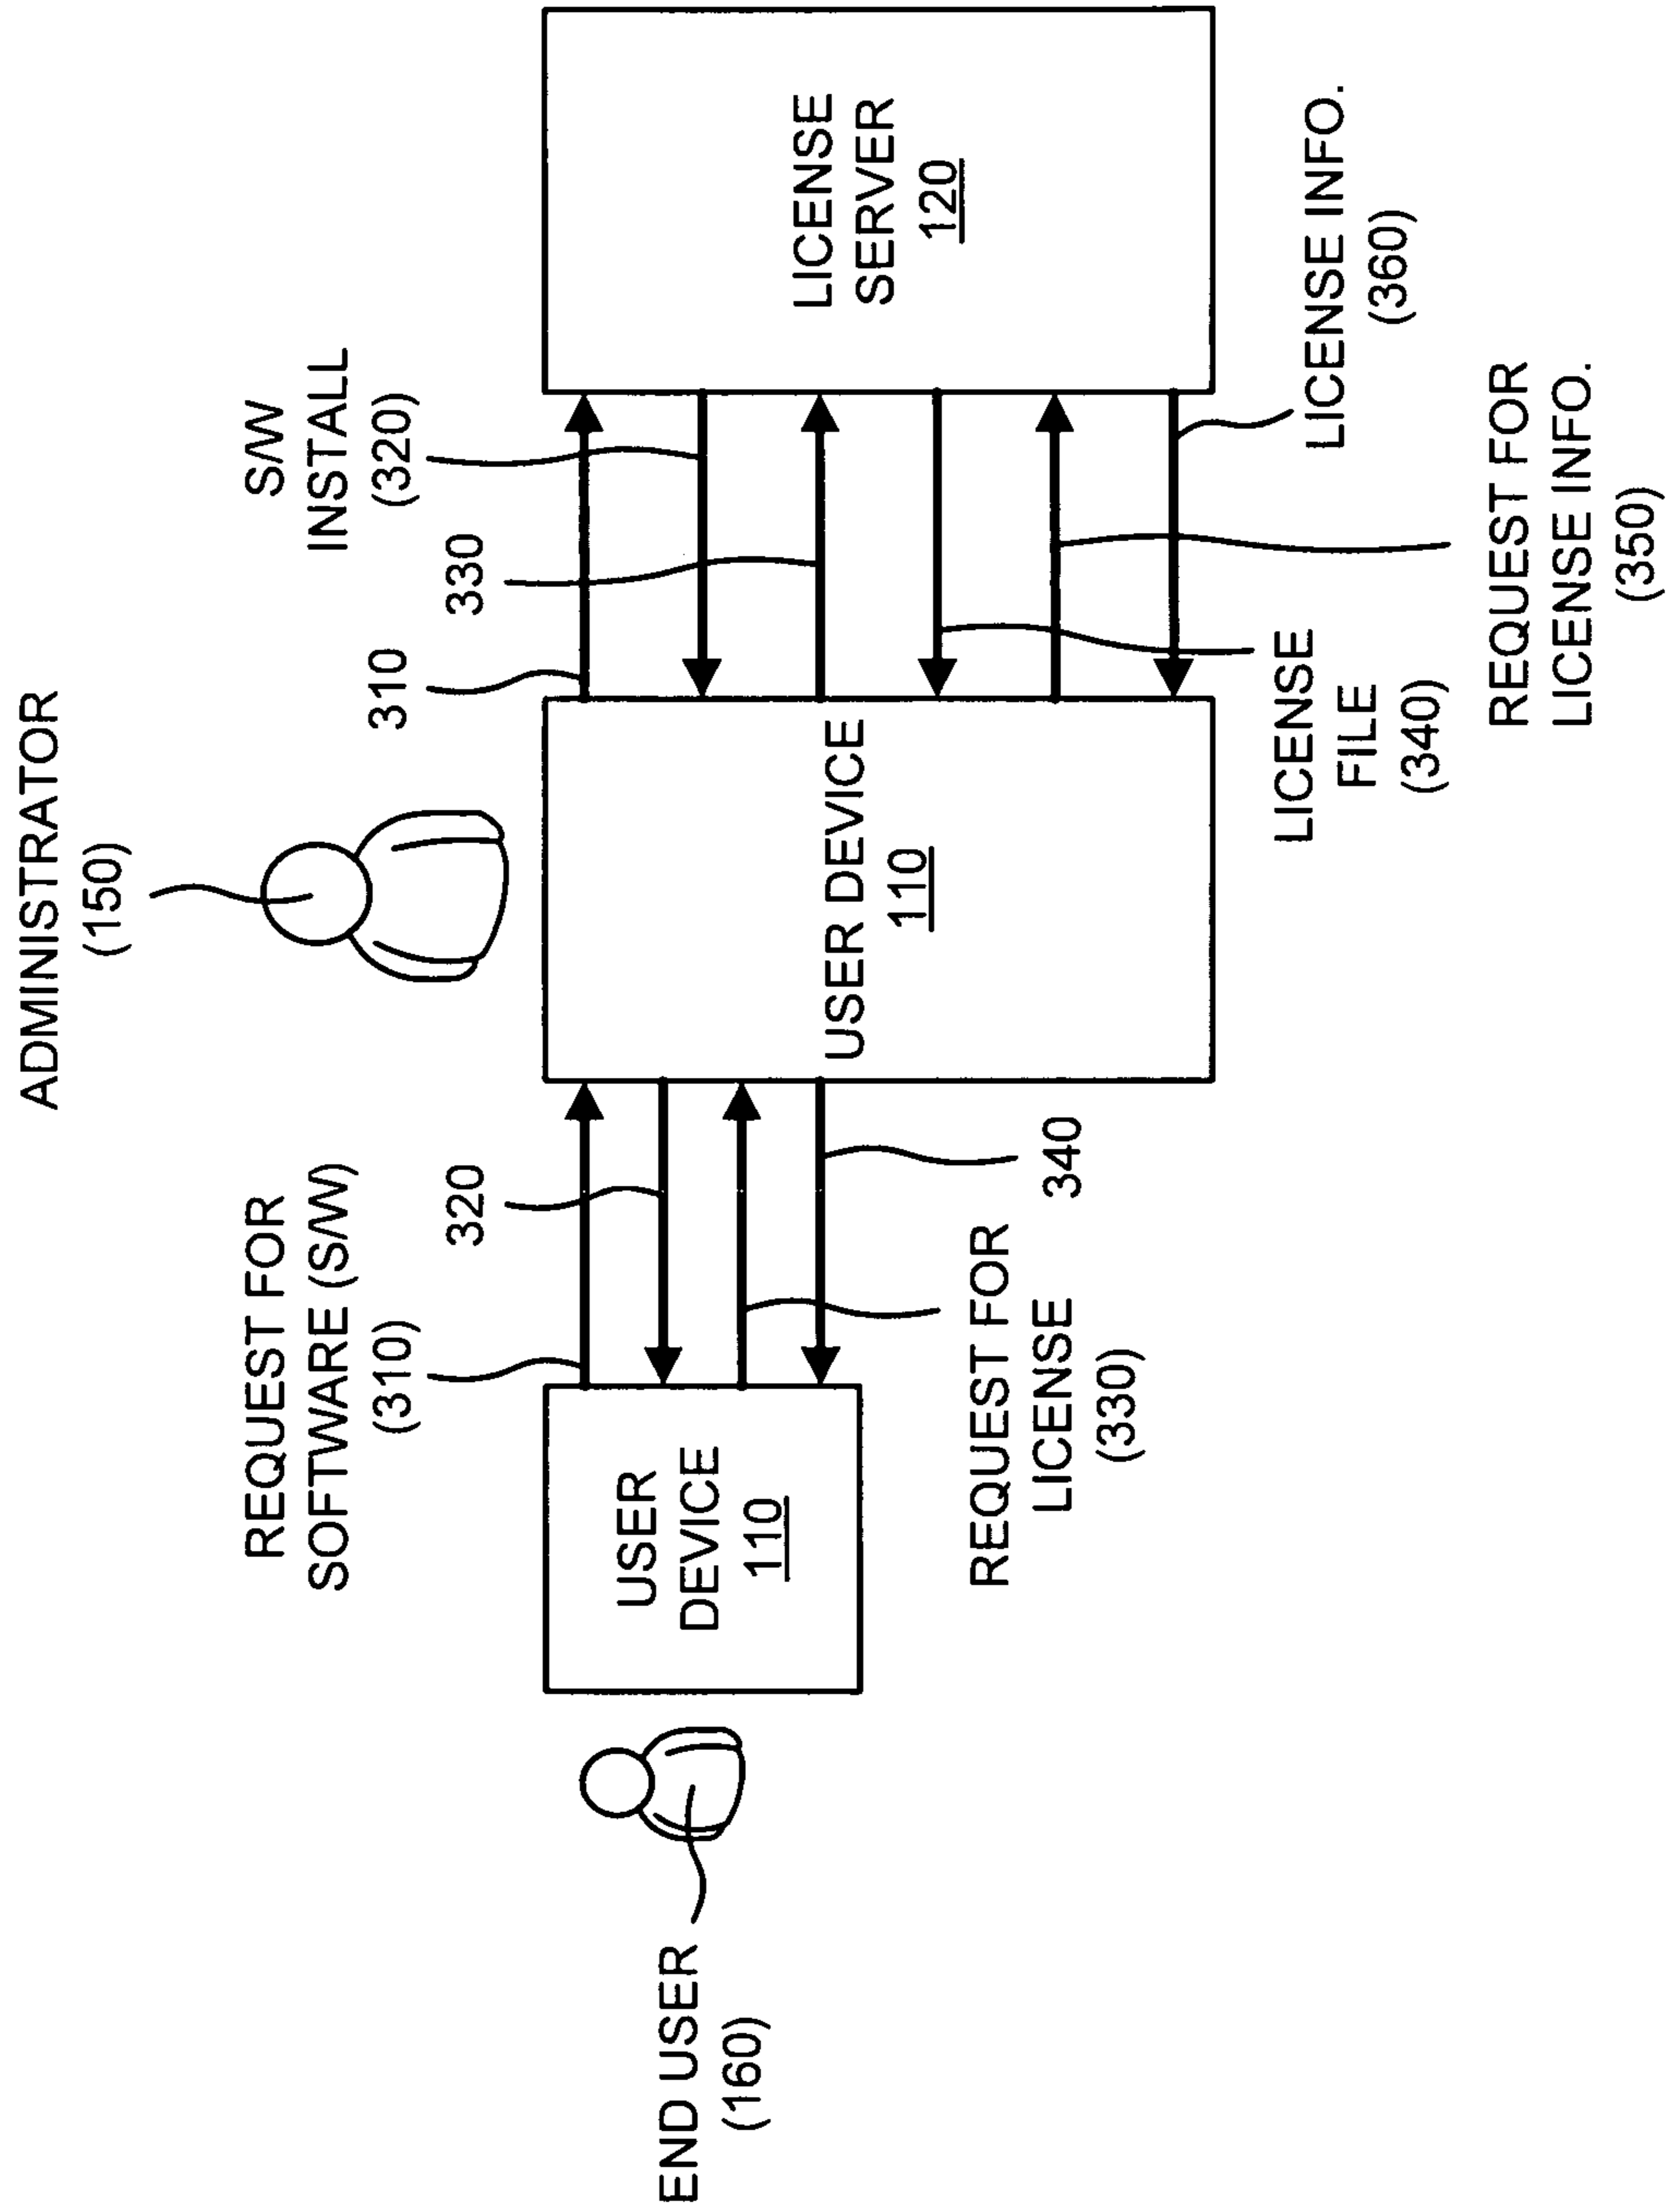 ADMINISTRATOR
(150)
REQUEST FOR
SOFTWARE (S/W)
(310)
320
310
330
S/W
INSTALL
(320)
END USER
(160)
USER
DEVICE
110
USER DEVICE
110
LICENSE
SERVER
120
REQUEST FOR
LICENSE
(330)
340
LICENSE
FILE
(340)
REQUEST FOR
LICENSE INFO.
(350)
LICENSE INFO.
(360)